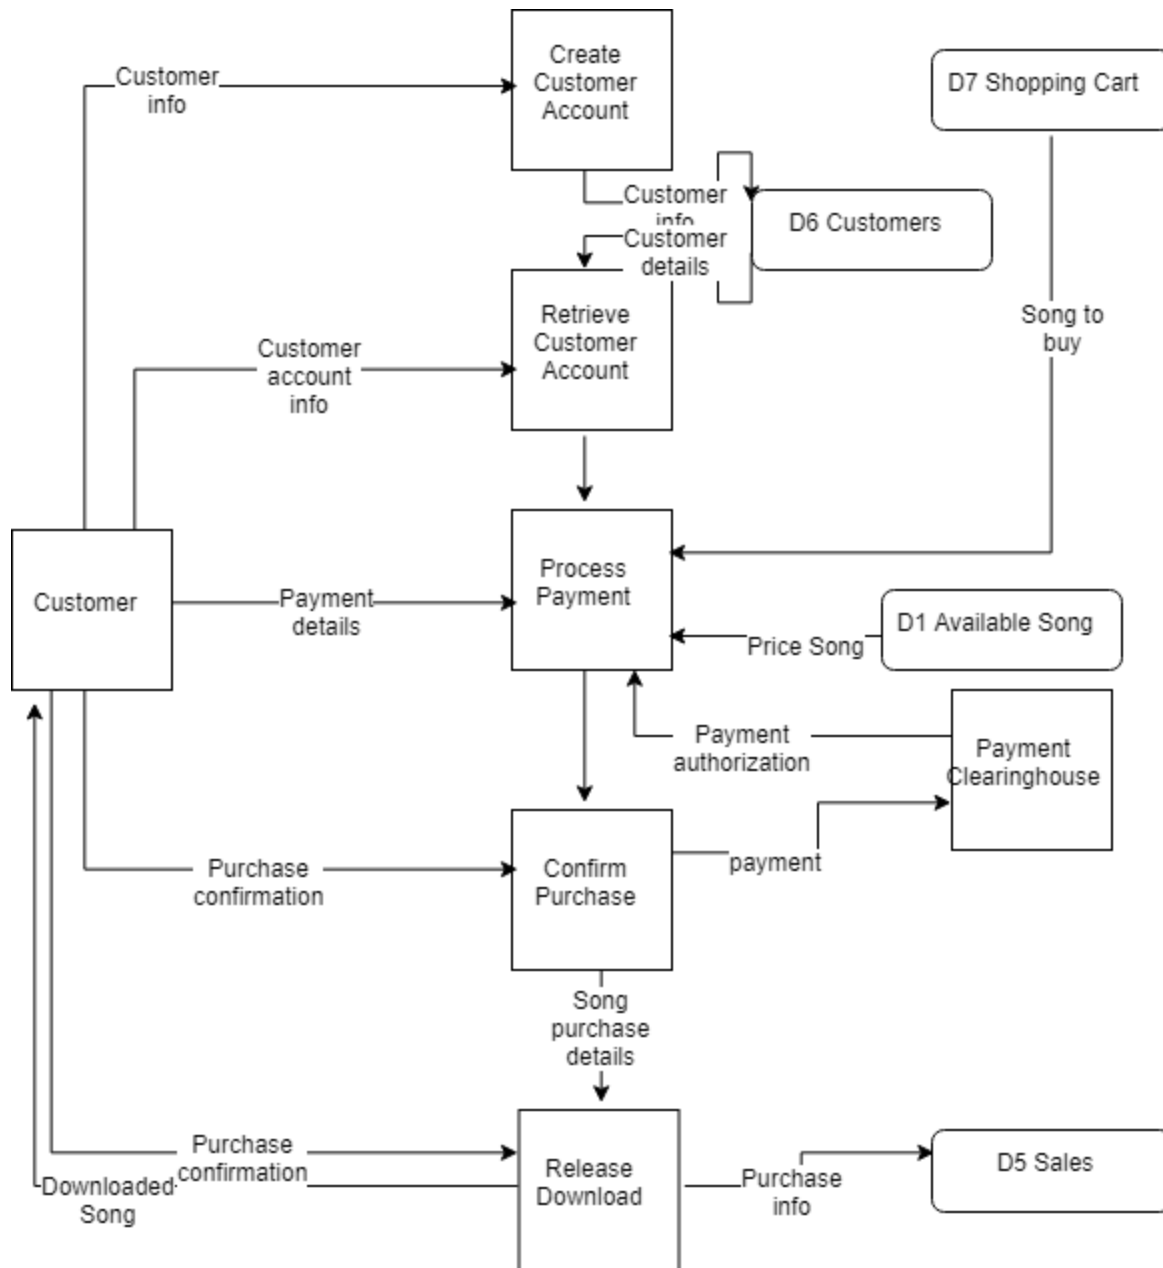 Create
Customer
Account
D7 Shopping Cart
Customer
info
Customer
info
D6 Customers
Customer
details
Song to
buy
Retrieve
Customer
Account
Customer
account
info
Process
Payment
Customer
Payment
details
D1 Available Song
Price Song
Payment
authorization
Payment
Clearinghouse
Purchase
confirmation
Confirm
Purchase
payment
Song
purchase
details
Purchase
confirmation
Downloaded
Song
Release
Download
Purchase
info
D5 Sales